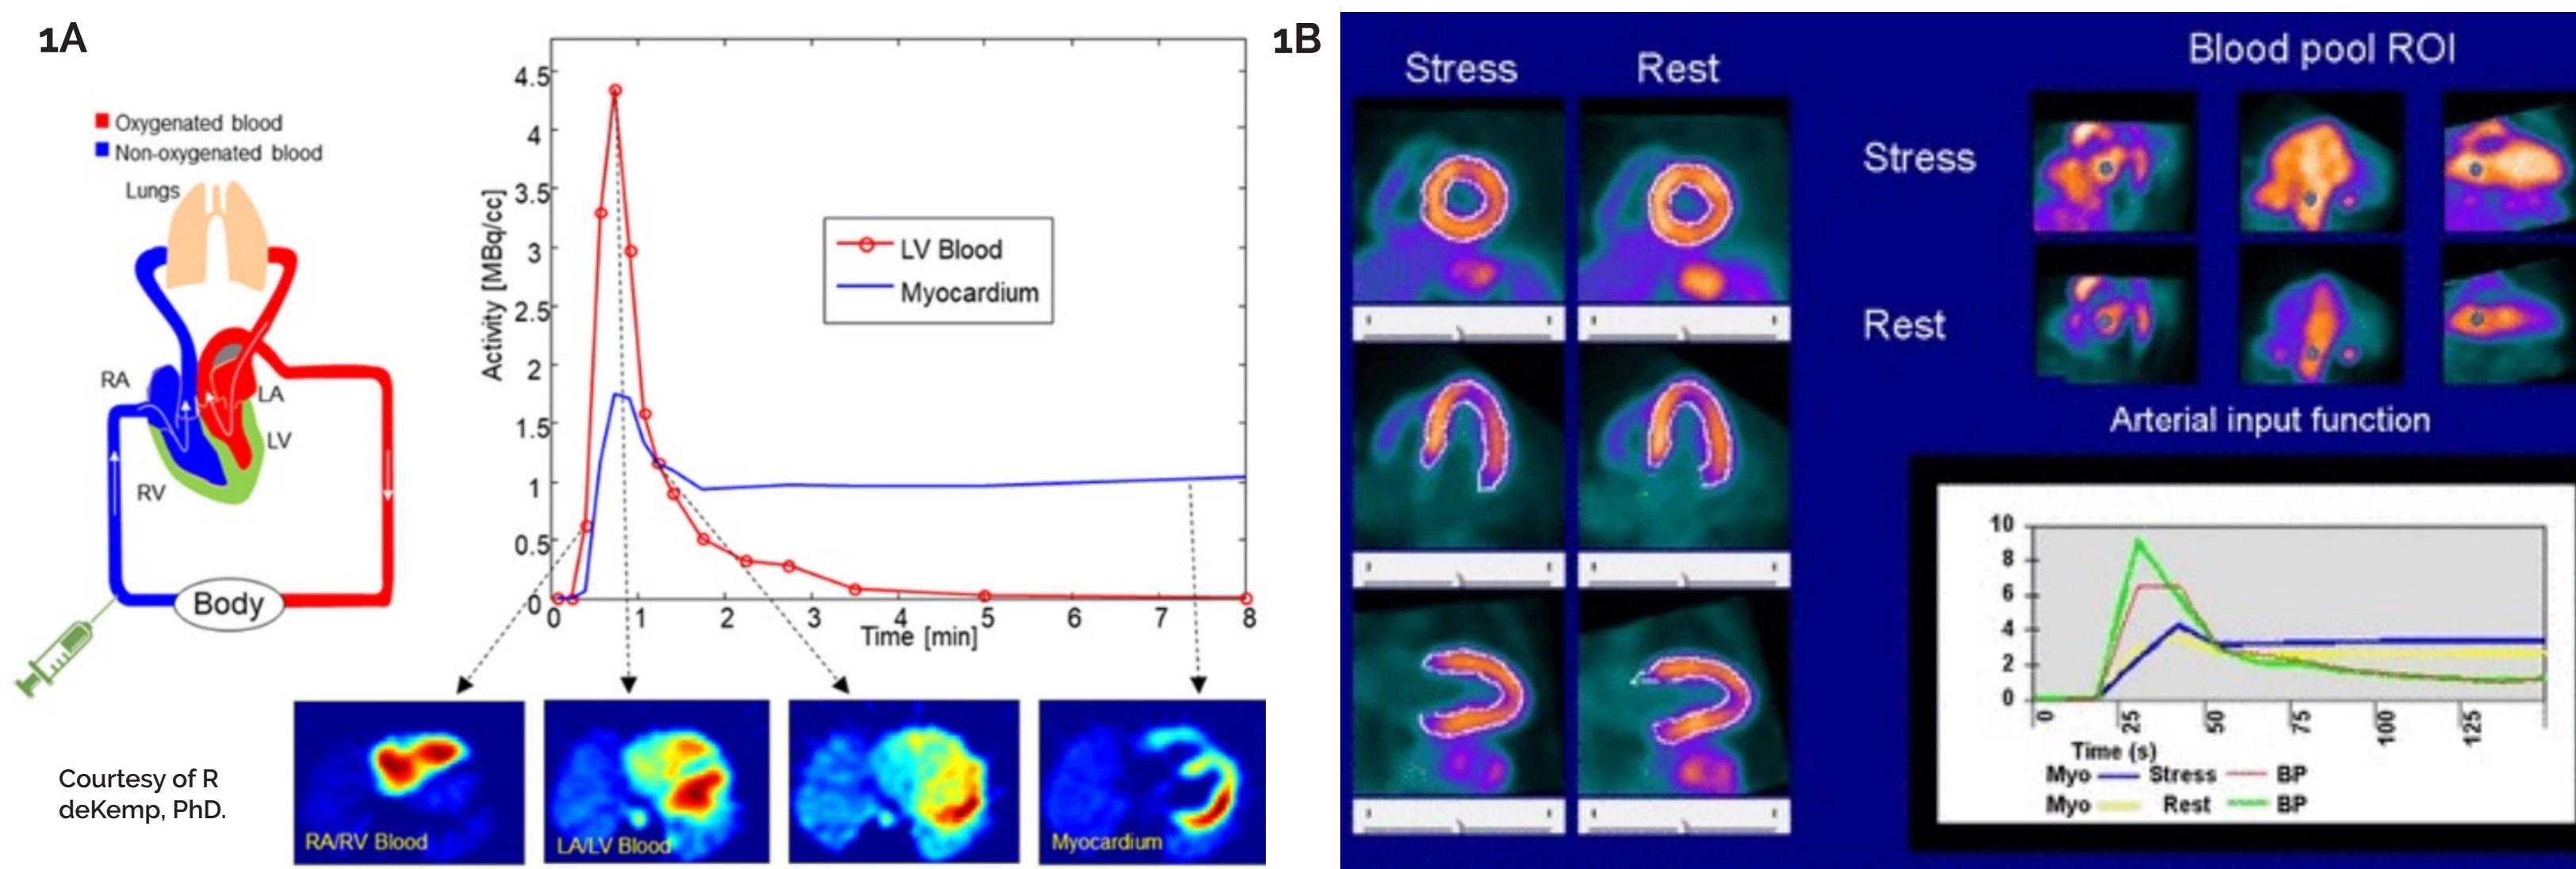 1A
Oxygenated blood
Non-oxygenated blood
Lungs
RA
LA
LV
RV
Body
Courtesy of R
deKemp, PhD.
Activity [MBq/cc]
4.5
4
3.5
3
2.5
2
1.5
1
0.5
0
0 1 2 3 4 5 6 7 8
Time [min]
LV Blood
Myocardium
RA/RV Blood
LA/LV Blood
Myocardium
1B
Stress Rest
Blood pool ROI
Stress
Rest
Arterial input function
10
8
6
4
2
0
0 25 50 75 100 125
Time (s)
Myo Stress BP
Myo Rest BP